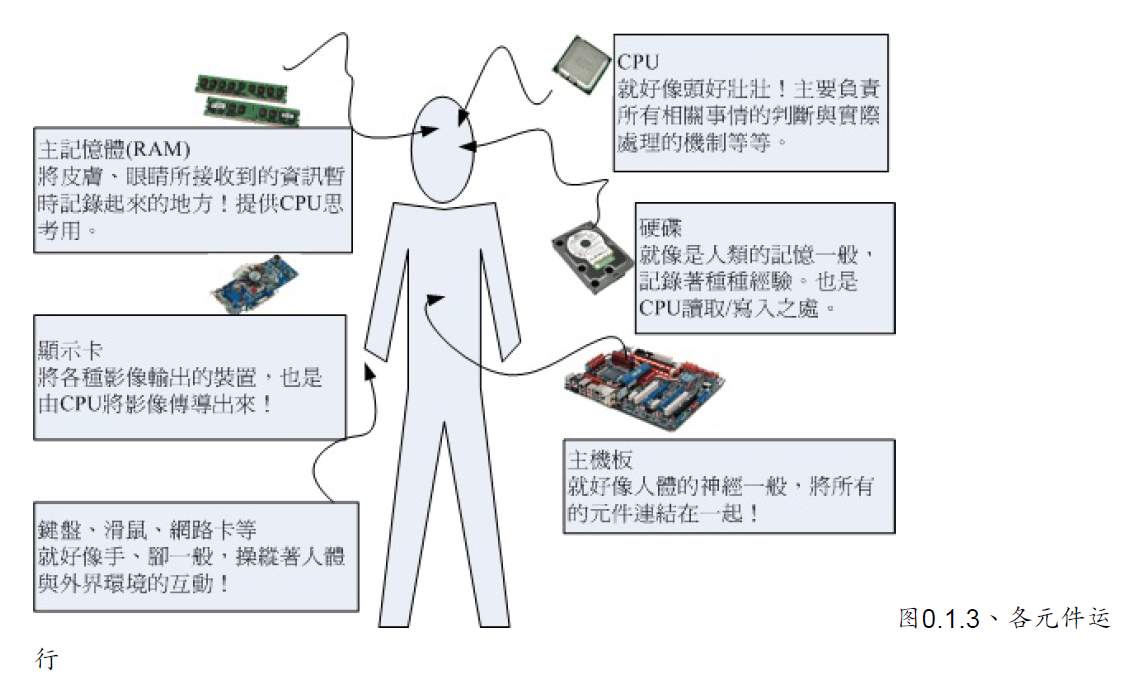 CPU
就好像頭好壯壯！主要負責
所有相關事情的判斷與實際
處理的機制等等。
主記憶體(RAM)
將皮膚、眼睛所接收到的資訊暫
時記錄起來的地方！提供CPU思
考用。
硬碟
就像是人類的記憶一般，
記錄著種種經驗。也是
CPU讀取/寫入之處。
顯示卡
將各種影像輸出的裝置，也是
由CPU將影像傳導出來！
主機板
就好像人體的神經一般，將所有
的元件連結在一起！
鍵盤、滑鼠、網路卡等
就好像手、腳一般，操縱著人體
與外界環境的互動！
图0.1.3、各元件运
行